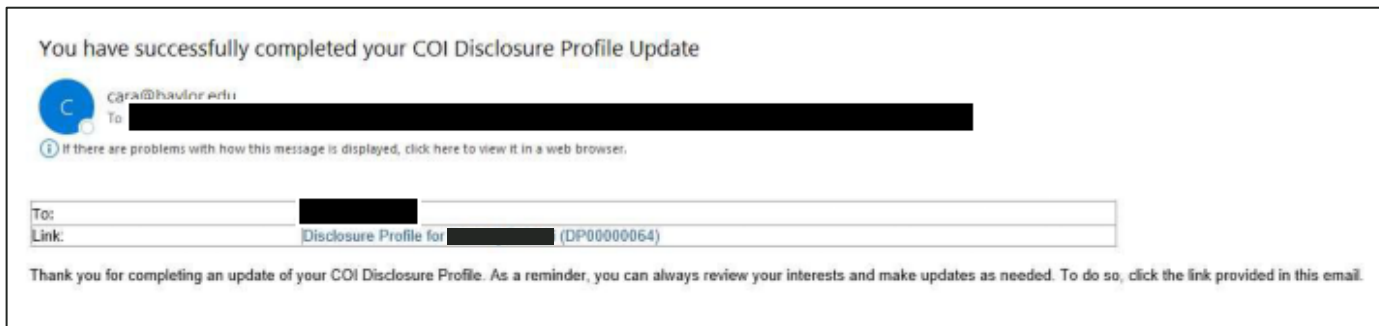 You have successfully completed your COI Disclosure Profile Update
C
cara@baylor.edu
To
If there are problems with how this message is displayed, click here to view it in a web browser.
To:
Link: Disclosure Profile for (DP00000064)
Thank you for completing an update of your COI Disclosure Profile. As a reminder, you can always review your interests and make updates as needed. To do so, click the link provided in this email.